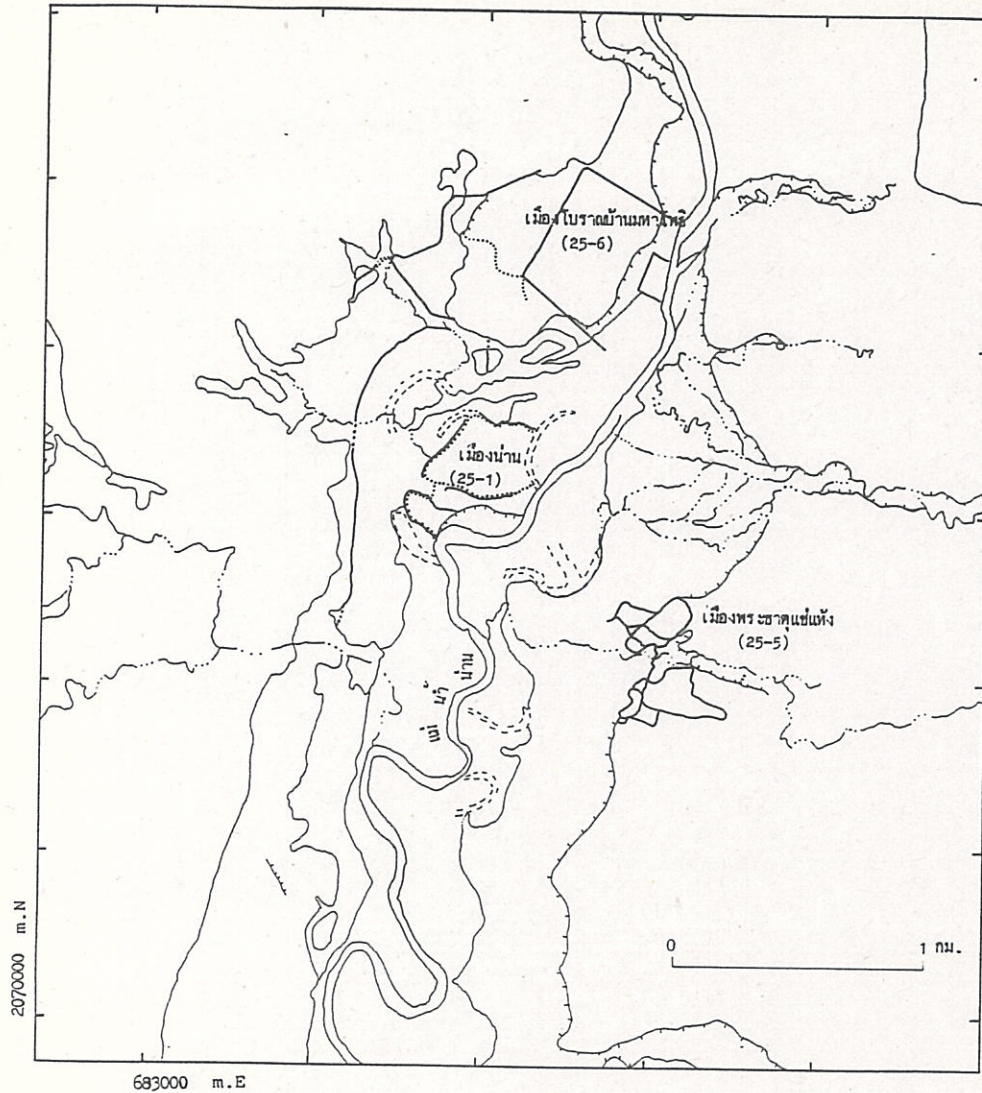 เมืองโบราณบ้านมหาโพธิ
(25-6)
เมืองน่าน
(25-1)
เมืองพระธาตุแช่แห้ง
(25-5)
แม่น้ำน่าน
0 1 กม.
2070000 m.N
683000 m.E